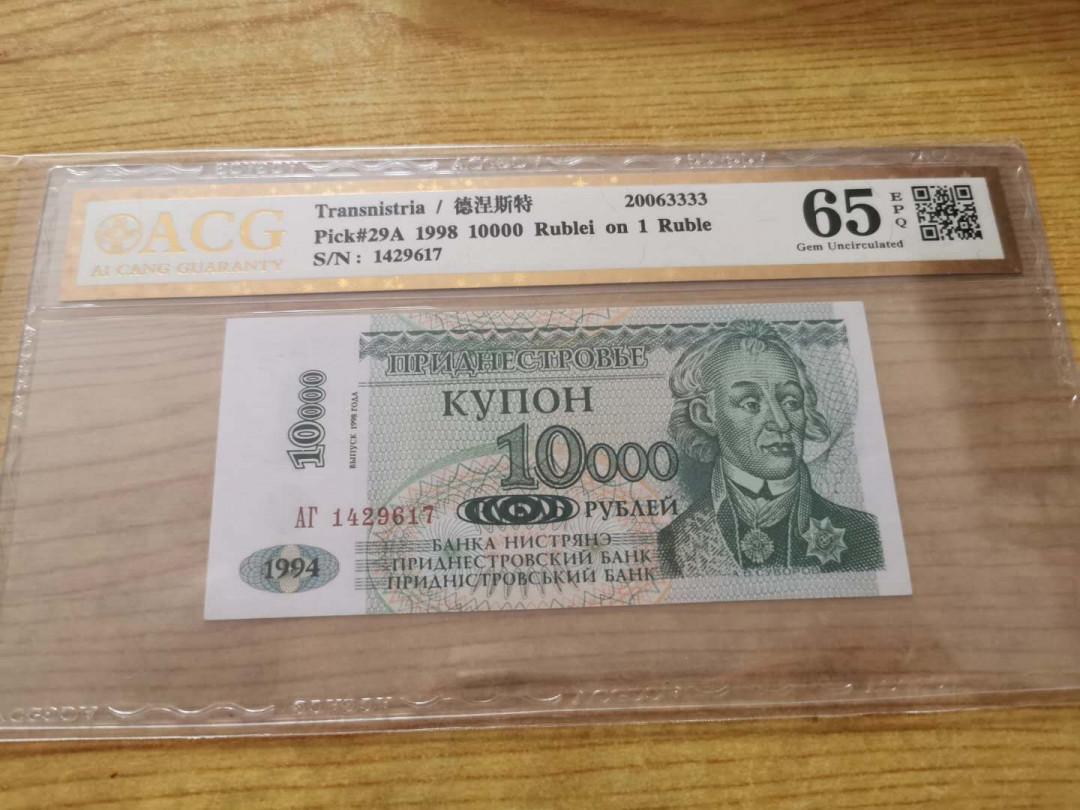 ACG
AI CANG GUARANTY
Transnistria / 德涅斯特 20063333
Pick#29A 1998 10000 Rublei on 1 Ruble
S/N: 1429617
65
EPQ
Gem Uncirculated
ПРИДНЕСТРОВЬЕ
КУПОН
10000
РУБЛЕЙ
10000
ВЫПУСК 1998 ГОДА
АГ 1429617
1994
БАНКА НИСТРЯНЭ
ПРИДНЕСТРОВСКИЙ БАНК
ПРИДНІСТРОВСЬКИЙ БАНК